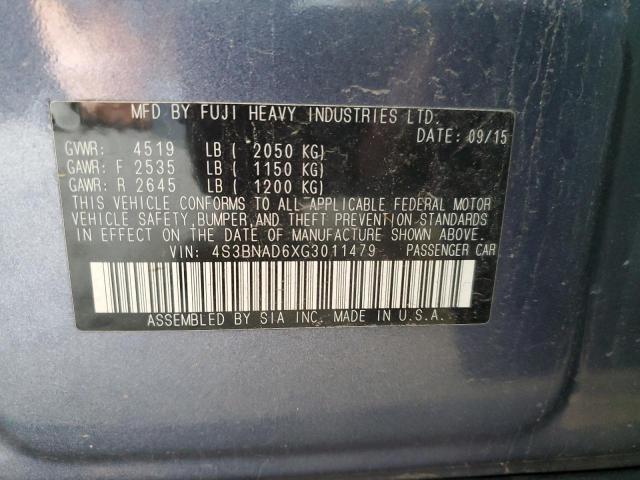 MFD BY FUJI HEAVY INDUSTRIES LTD.
DATE: 09/15
GVWR: 4519 LB ( 2050 KG)
GAWR: F 2535 LB ( 1150 KG)
GAWR: R 2645 LB ( 1200 KG)
THIS VEHICLE CONFORMS TO ALL APPLICABLE FEDERAL MOTOR
VEHICLE SAFETY, BUMPER, AND THEFT PREVENTION STANDARDS
IN EFFECT ON THE DATE OF MANUFACTURE SHOWN ABOVE.
VIN: 4S3BNAD6XG3011479 PASSENGER CAR
ASSEMBLED BY SIA INC. MADE IN U.S.A.